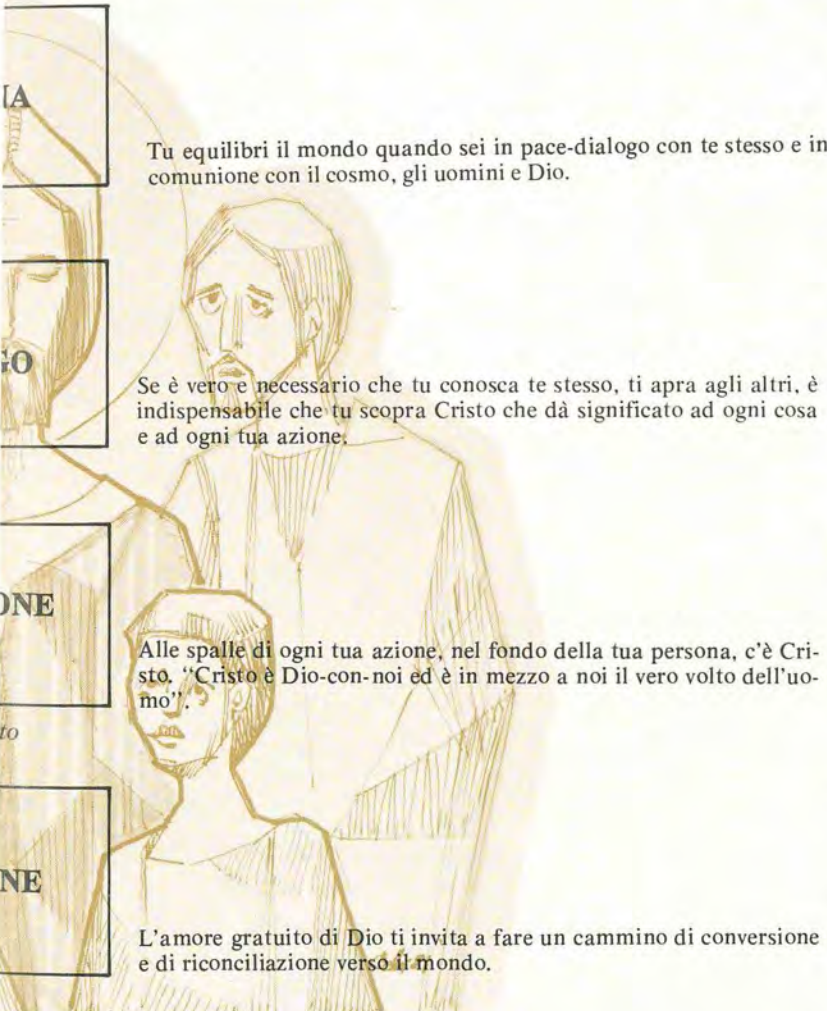 Tu equilibri il mondo quando sei in pace-dialogo con te stesso e in
comunione con il cosmo, gli uomini e Dio.
Se è vero e necessario che tu conosca te stesso, ti apra agli altri, è
indispensabile che tu scopra Cristo che dà significato ad ogni cosa
e ad ogni tua azione.
ONE
Alle spalle di ogni tua azione, nel fondo della tua persona, c'è Cri-
sto. “Cristo è Dio-con-noi ed è in mezzo a noi il vero volto dell'uo-
mo”.
to
NE
L'amore gratuito di Dio ti invita a fare un cammino di conversione
e di riconciliazione verso il mondo.